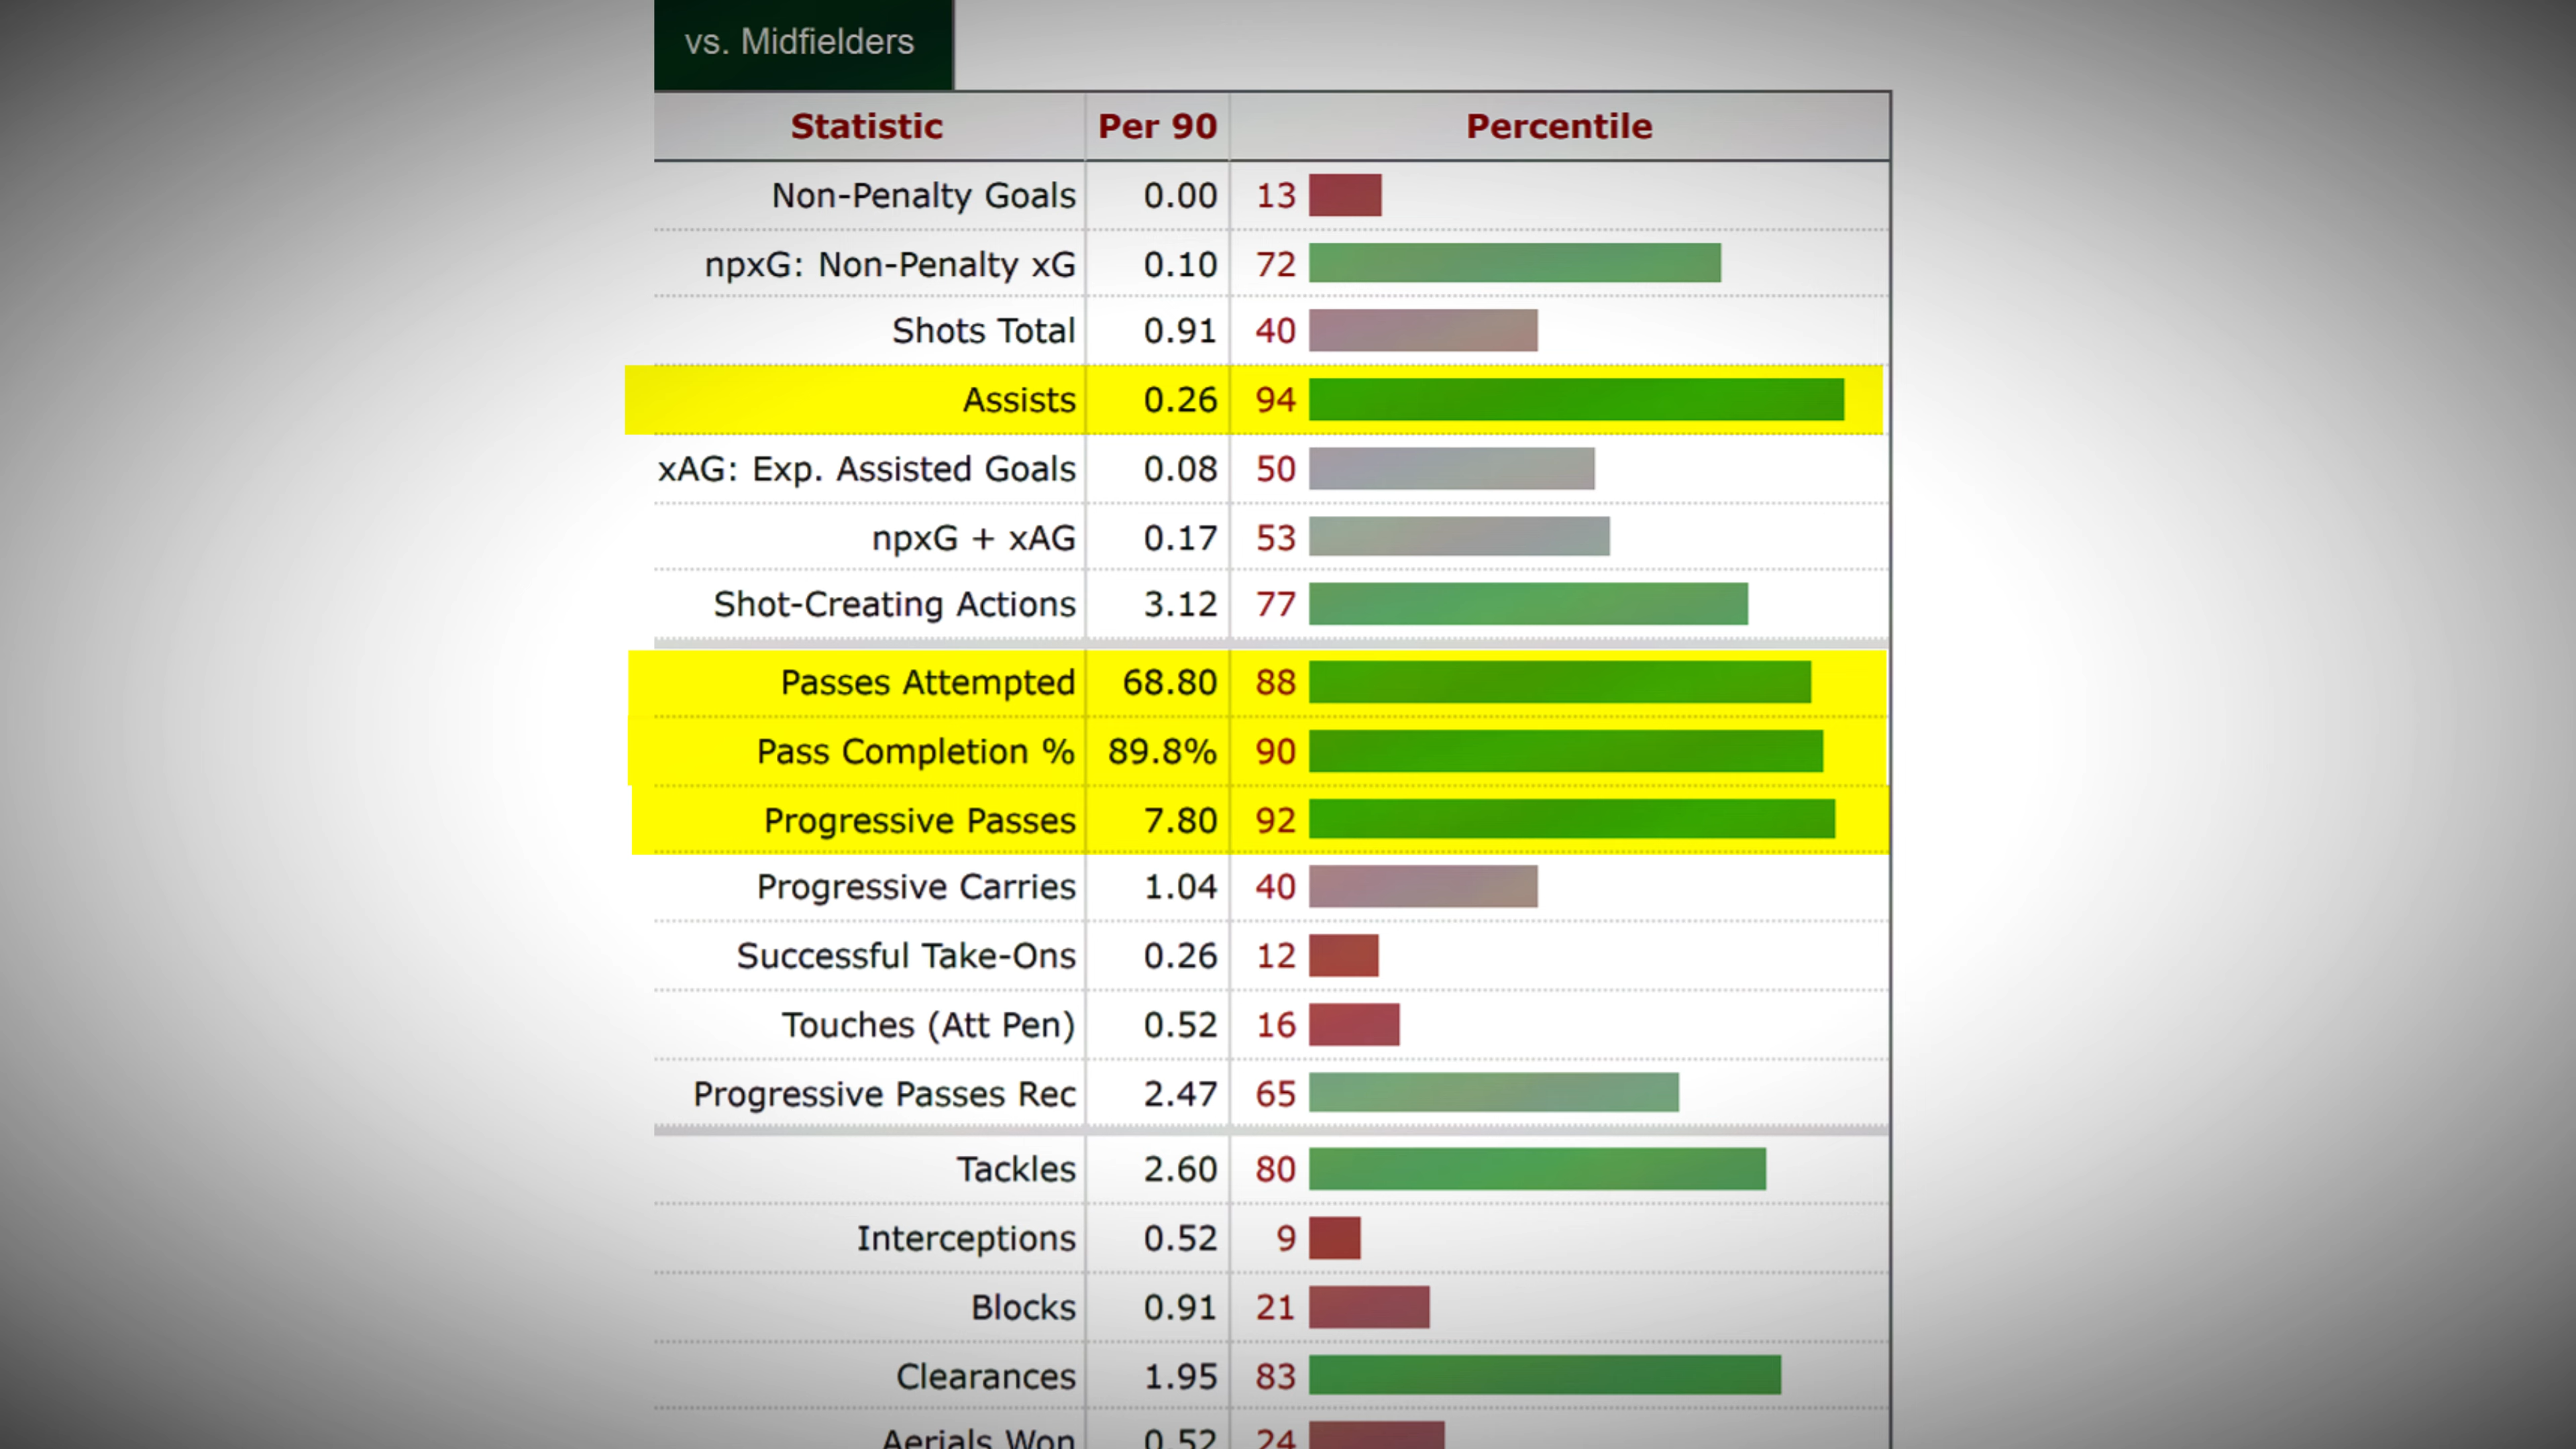 vs. Midfielders
Statistic Per 90 Percentile
Non-Penalty Goals 0.00 13
npxG: Non-Penalty xG 0.10 72
Shots Total 0.91 40
Assists 0.26 94
xAG: Exp. Assisted Goals 0.08 50
npxG + xAG 0.17 53
Shot-Creating Actions 3.12 77
Passes Attempted 68.80 88
Pass Completion % 89.8% 90
Progressive Passes 7.80 92
Progressive Carries 1.04 40
Successful Take-Ons 0.26 12
Touches (Att Pen) 0.52 16
Progressive Passes Rec 2.47 65
Tackles 2.60 80
Interceptions 0.52 9
Blocks 0.91 21
Clearances 1.95 83
Aerials Won 0.52 24